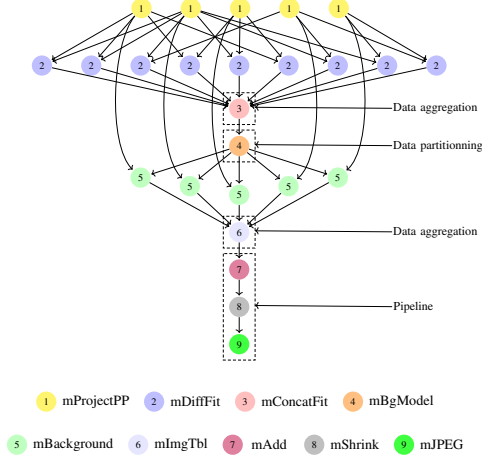 1 1 1 1 1
2 2 2 2 2 2 2 2 2
3 Data aggregation
4 Data partitionning
5 5 5 5 5
6 Data aggregation
7
8 Pipeline
9
1 mProjectPP 2 mDiffFit 3 mConcatFit 4 mBgModel
5 mBackground 6 mImgTbl 7 mAdd 8 mShrink 9 mJPEG